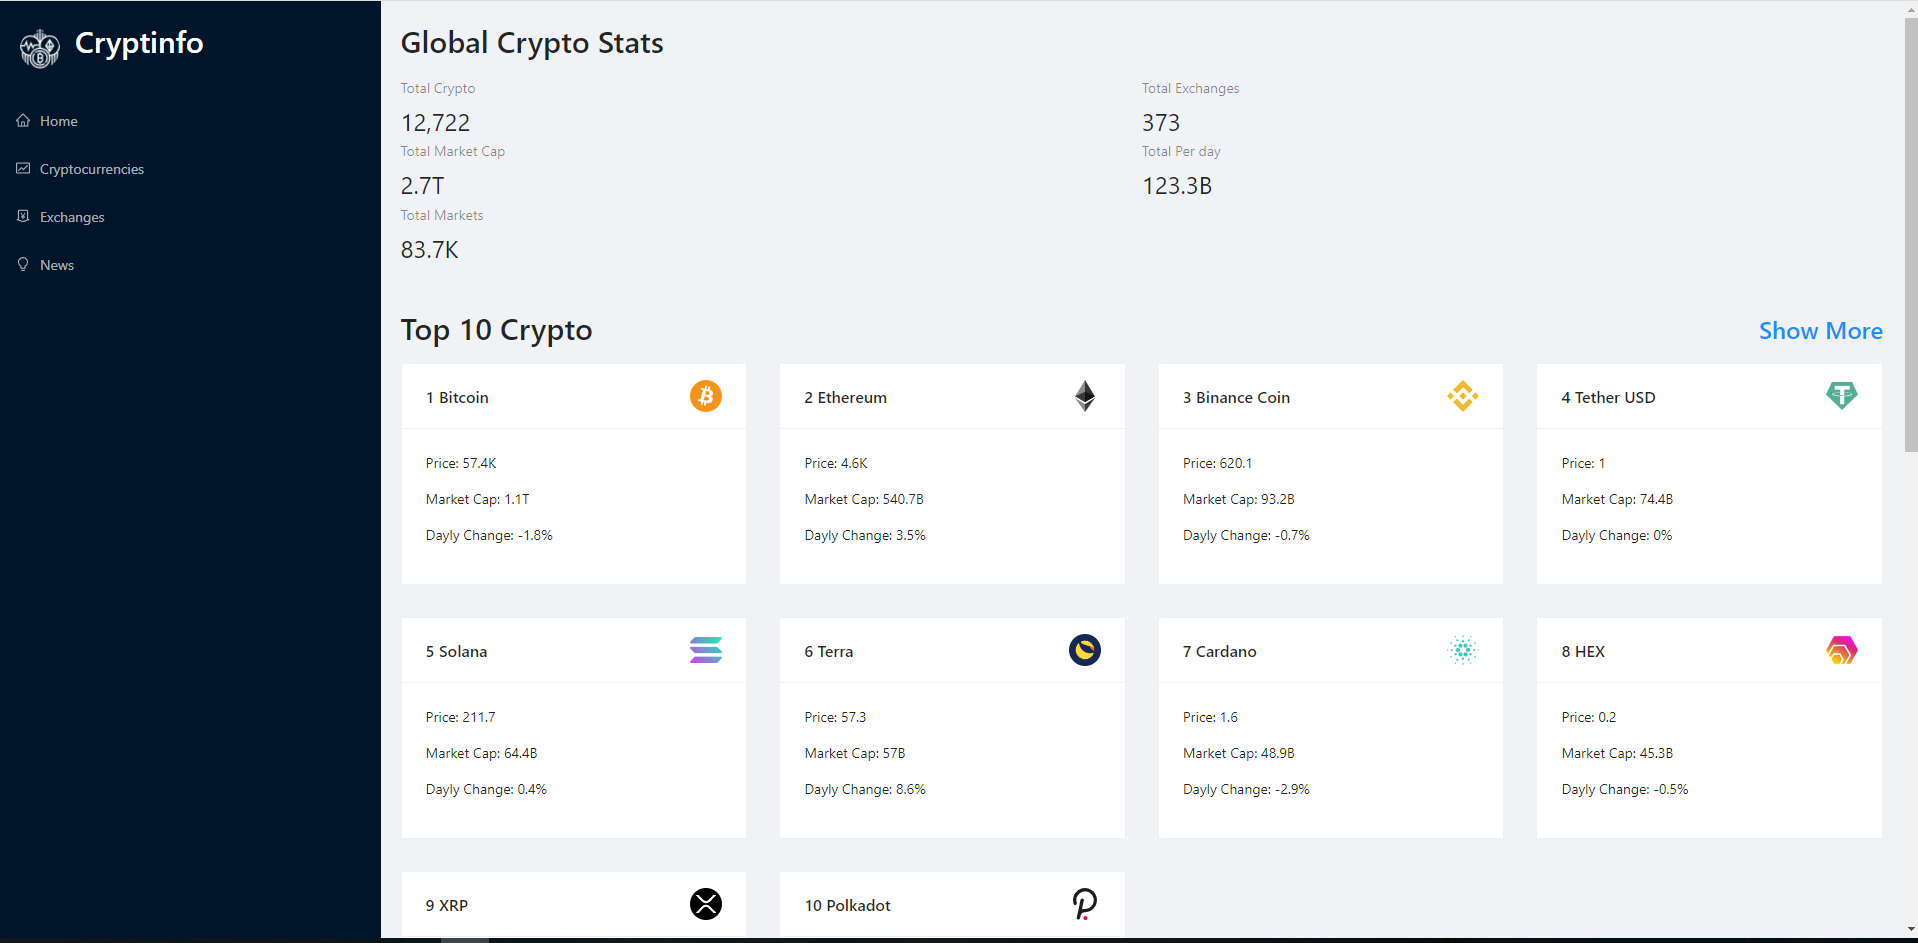 Cryptinfo
Home
Cryptocurrencies
Exchanges
News
Global Crypto Stats
Total Crypto
12,722
Total Exchanges
373
Total Market Cap
2.7T
Total Per day
123.3B
Total Markets
83.7K
Top 10 Crypto
Show More
1 Bitcoin
Price: 57.4K
Market Cap: 1.1T
Dayly Change: -1.8%
2 Ethereum
Price: 4.6K
Market Cap: 540.7B
Dayly Change: 3.5%
3 Binance Coin
Price: 620.1
Market Cap: 93.2B
Dayly Change: -0.7%
4 Tether USD
Price: 1
Market Cap: 74.4B
Dayly Change: 0%
5 Solana
Price: 211.7
Market Cap: 64.4B
Dayly Change: 0.4%
6 Terra
Price: 57.3
Market Cap: 57B
Dayly Change: 8.6%
7 Cardano
Price: 1.6
Market Cap: 48.9B
Dayly Change: -2.9%
8 HEX
Price: 0.2
Market Cap: 45.3B
Dayly Change: -0.5%
9 XRP
10 Polkadot